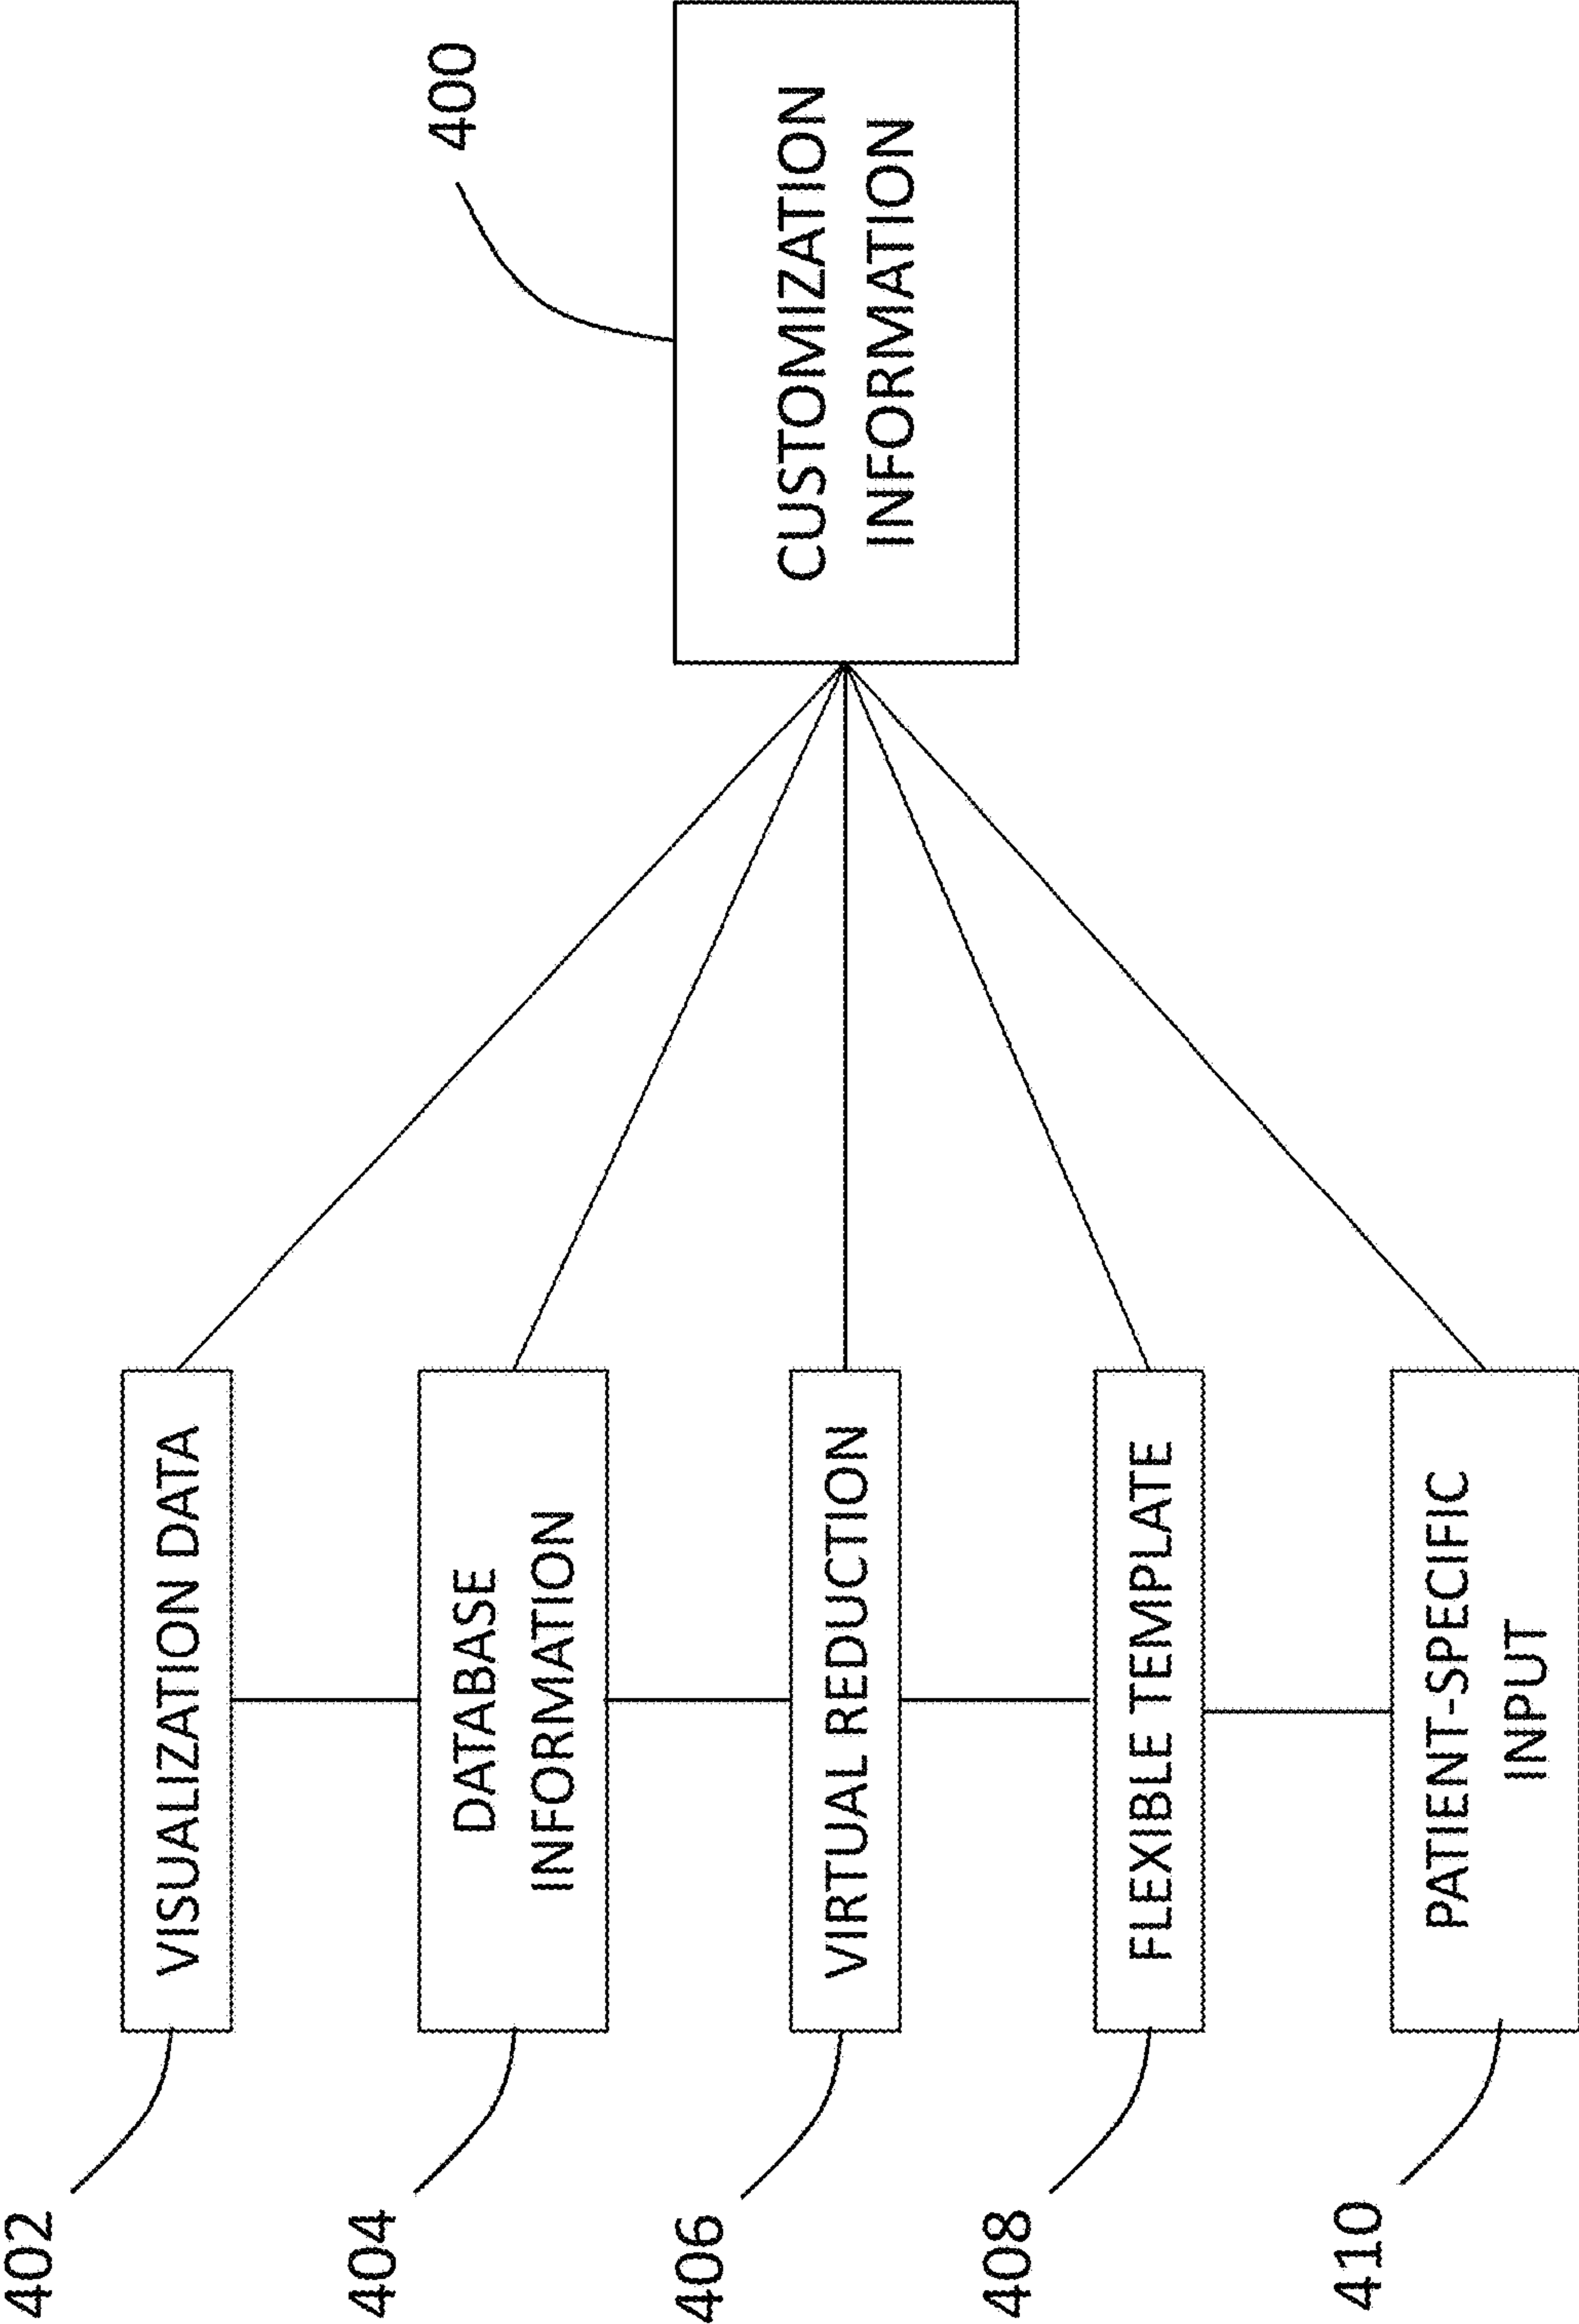 402
VISUALIZATION DATA
404
DATABASE
INFORMATION
406
VIRTUAL REDUCTION
408
FLEXIBLE TEMPLATE
410
PATIENT-SPECIFIC
INPUT
400
CUSTOMIZATION
INFORMATION